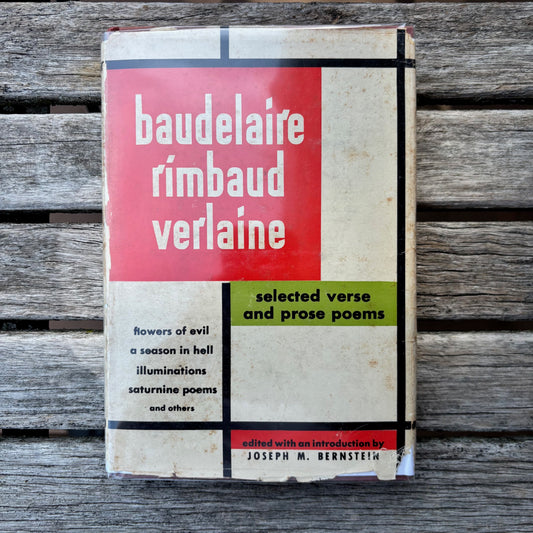 baudelaire
rimbaud
verlaine
selected verse
and prose poems
flowers of evil
a season in hell
illuminations
saturnine poems
and others
edited with an introduction by
JOSEPH M. BERNSTEIN